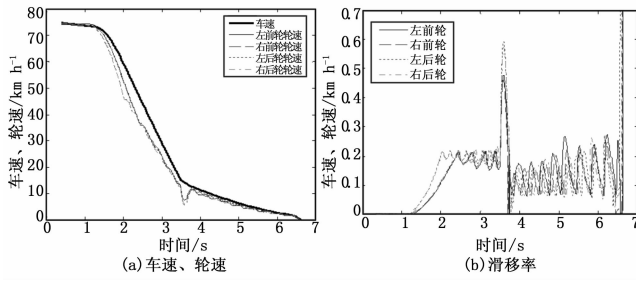 80
70
60
50
40
30
20
10
0
车速、轮速/km h⁻¹
车速
左前轮轮速
右前轮轮速
左后轮轮速
右后轮轮速
0 1 2 3 4 5 6 7
时间/s
(a)车速、轮速
0.7
0.6
0.5
0.4
0.3
0.2
0.1
0
车速、轮速/km h⁻¹
左前轮
右前轮
左后轮
右后轮
0 1 2 3 4 5 6 7
时间/s
(b)滑移率